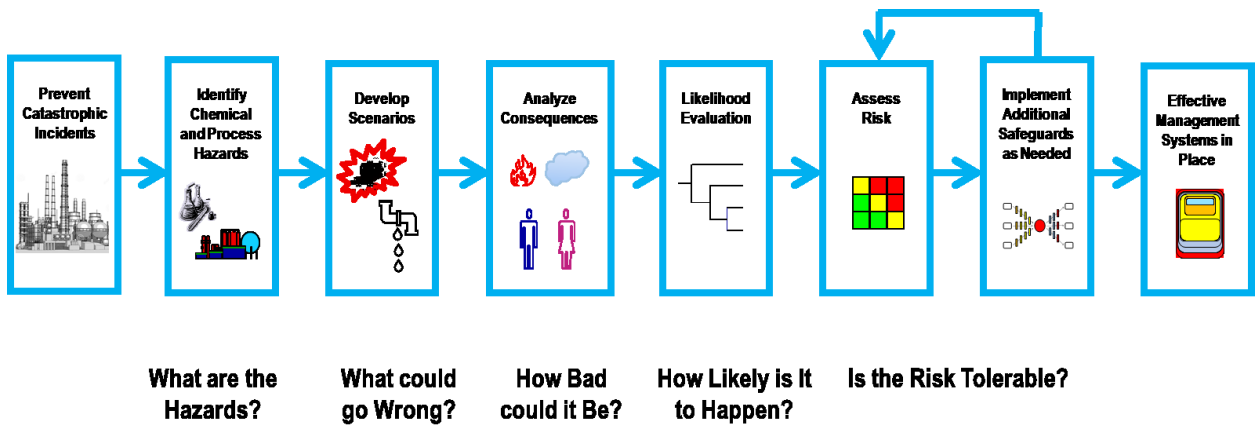 Prevent
Catastrophic
Incidents
Identify
Chemical
and Process
Hazards
Develop
Scenarios
Analyze
Consequences
Likelihood
Evaluation
Assess
Risk
Implement
Additional
Safeguards
as Needed
Effective
Management
Systems in
Place
What are the
Hazards?
What could
go Wrong?
How Bad
could it Be?
How Likely is It
to Happen?
Is the Risk Tolerable?